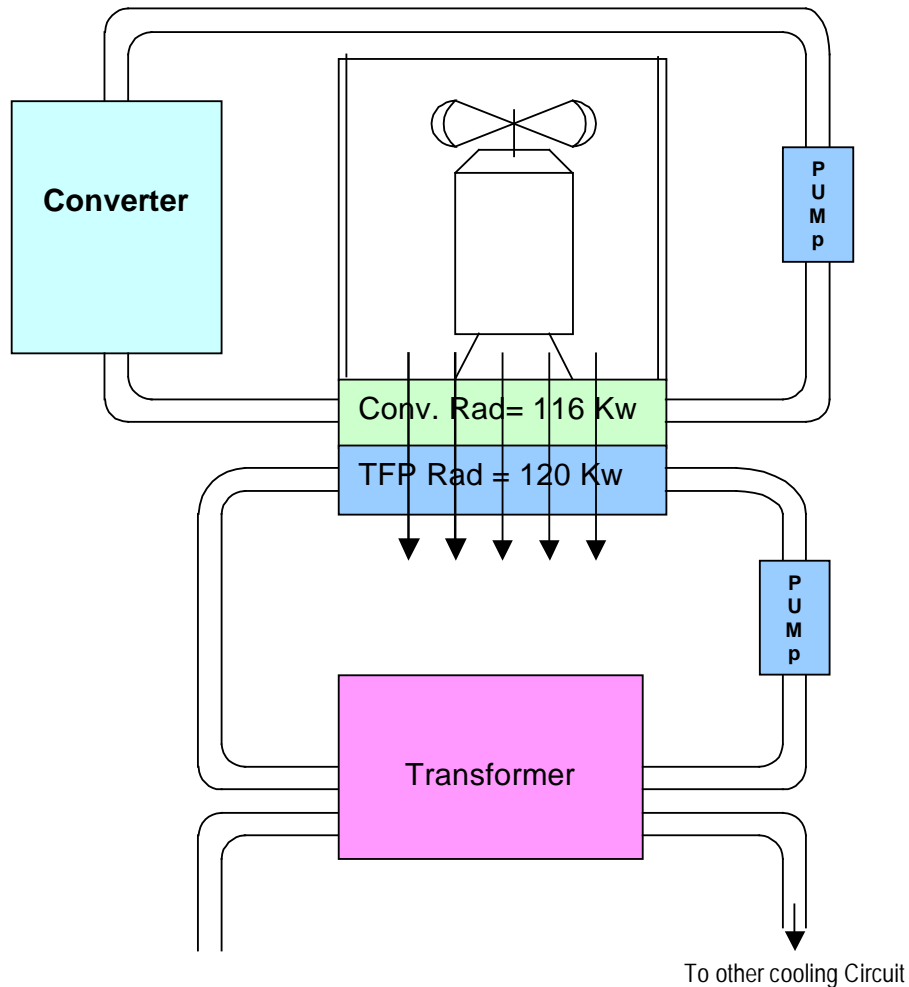 Converter
P
U
M
p
Conv. Rad= 116 Kw
TFP Rad = 120 Kw
P
U
M
p
Transformer
To other cooling Circuit